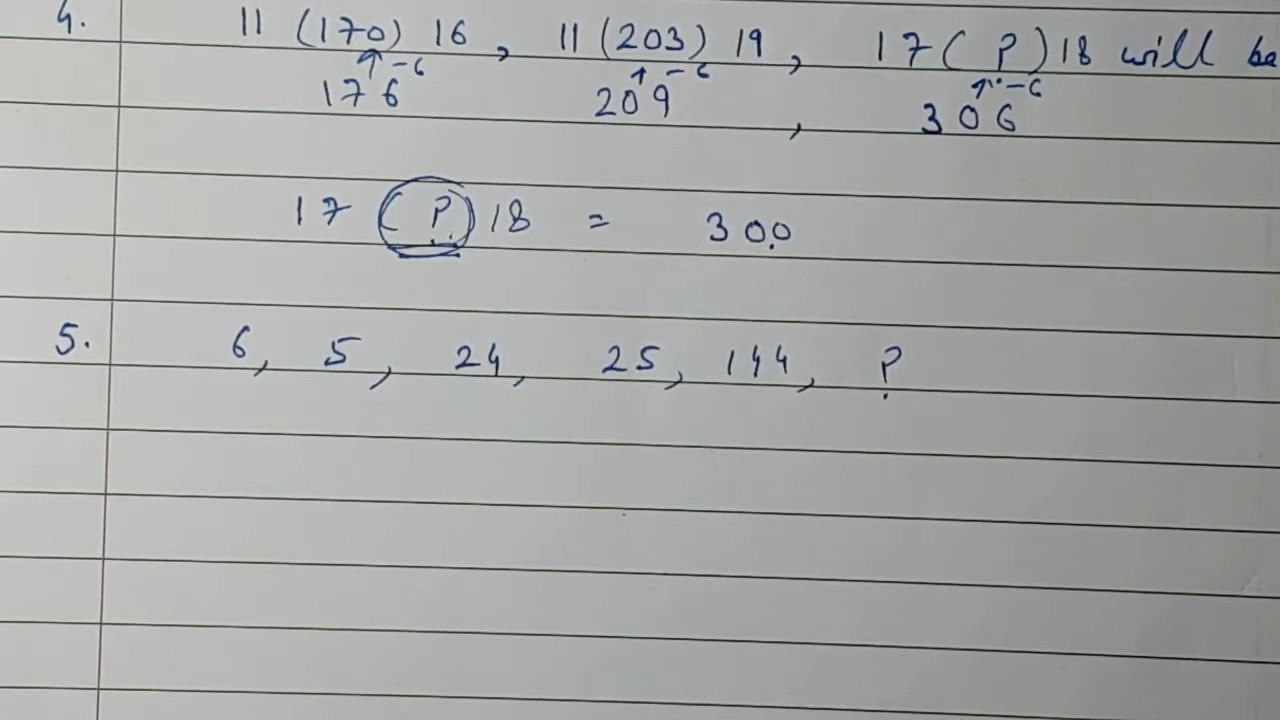 4. 11 (170) 16 , 11 (203) 19 , 17 ( ? ) 18 will be
↑ -6 ↑ -6 ↑ -6
176 209 , 306
17 ( ? ) 18 = 300
5. 6, 5, 24, 25, 144, ?